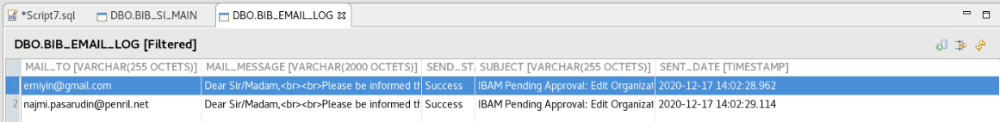 *Script7.sql DBO.BIB_SI_MAIN DBO.BIB_EMAIL_LOG
DBO.BIB_EMAIL_LOG [Filtered]
MAIL_TO [VARCHAR(255 OCTETS)] MAIL_MESSAGE [VARCHAR(2000 OCTETS)] SEND_STA SUBJECT [VARCHAR(255 OCTETS)] SENT_DATE [TIMESTAMP]
1 erniyin@gmail.com Dear Sir/Madam,<br><br>Please be informed th Success IBAM Pending Approval: Edit Organizat 2020-12-17 14:02:28.962
2 najmi.pasarudin@penril.net Dear Sir/Madam,<br><br>Please be informed th Success IBAM Pending Approval: Edit Organizat 2020-12-17 14:02:29.114